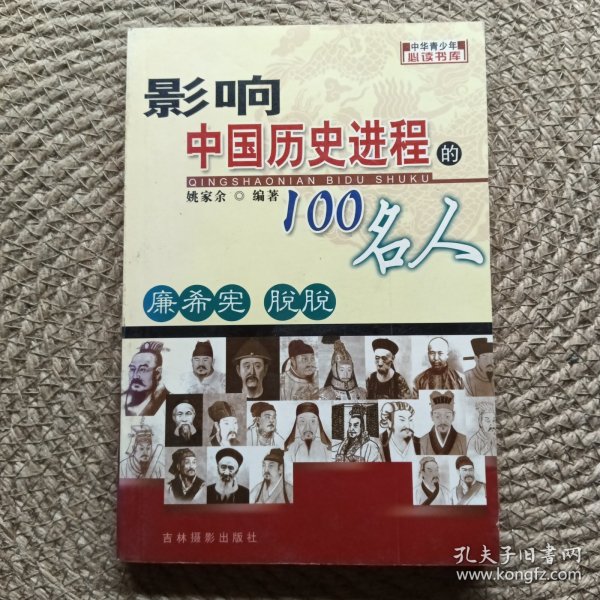 中华青少年
必读书库
影响
中国历史进程的
QINGSHAONIAN BIDU SHUKU
姚家余 ◎ 编著
100名人
廉希宪 脱脱
吉林摄影出版社
孔夫子旧书网
www.kongfz.com